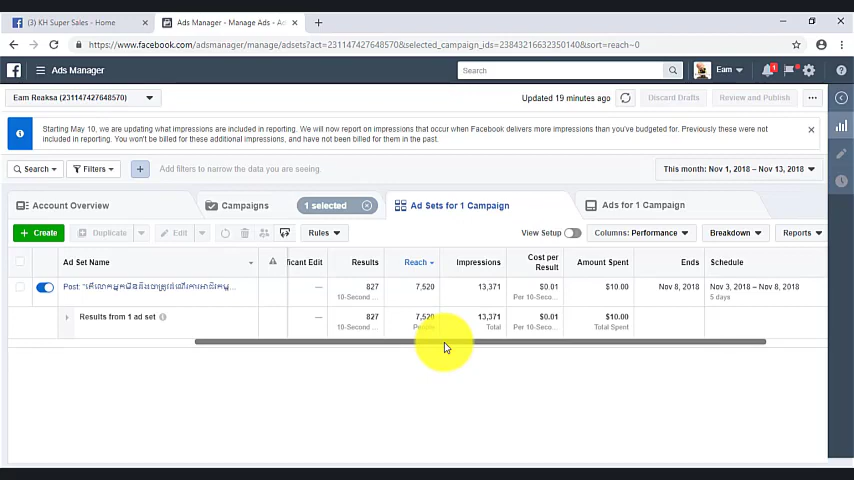 (3) KH Super Sales - Home
Ads Manager - Manage Ads - A
https://www.facebook.com/adsmanager/manage/adsets?act=231147427648570&selected_campaign_ids=23843216632350140&sort=reach~0
Ads Manager
Search
Eam
1
Eam Reaksa (231147427648570)
Updated 19 minutes ago
Discard Drafts
Review and Publish
Starting May 10, we are updating what impressions are included in reporting. We will now report on impressions that occur when Facebook delivers more impressions than you've budgeted for. Previously these were not
included in reporting. You won't be billed for these additional impressions, and have not been billed for them in the past.
Search
Filters
Add filters to narrow the data you are seeing.
This month: Nov 1, 2018 – Nov 13, 2018
Account Overview
Campaigns
1 selected
Ad Sets for 1 Campaign
Ads for 1 Campaign
Create
Duplicate
Edit
Rules
View Setup
Columns: Performance
Breakdown
Reports
Ad Set Name
ficant Edit
Results
Reach
Impressions
Cost per
Result
Amount Spent
Ends
Schedule
Post: "
—
827
10-Second ...
7,520
13,371
$0.01
Per 10-Seco...
$10.00
Nov 8, 2018
Nov 3, 2018 – Nov 8, 2018
5 days
Results from 1 ad set
—
827
10-Second ...
7,520
People
13,371
Total
$0.01
Per 10-Seco...
$10.00
Total Spent